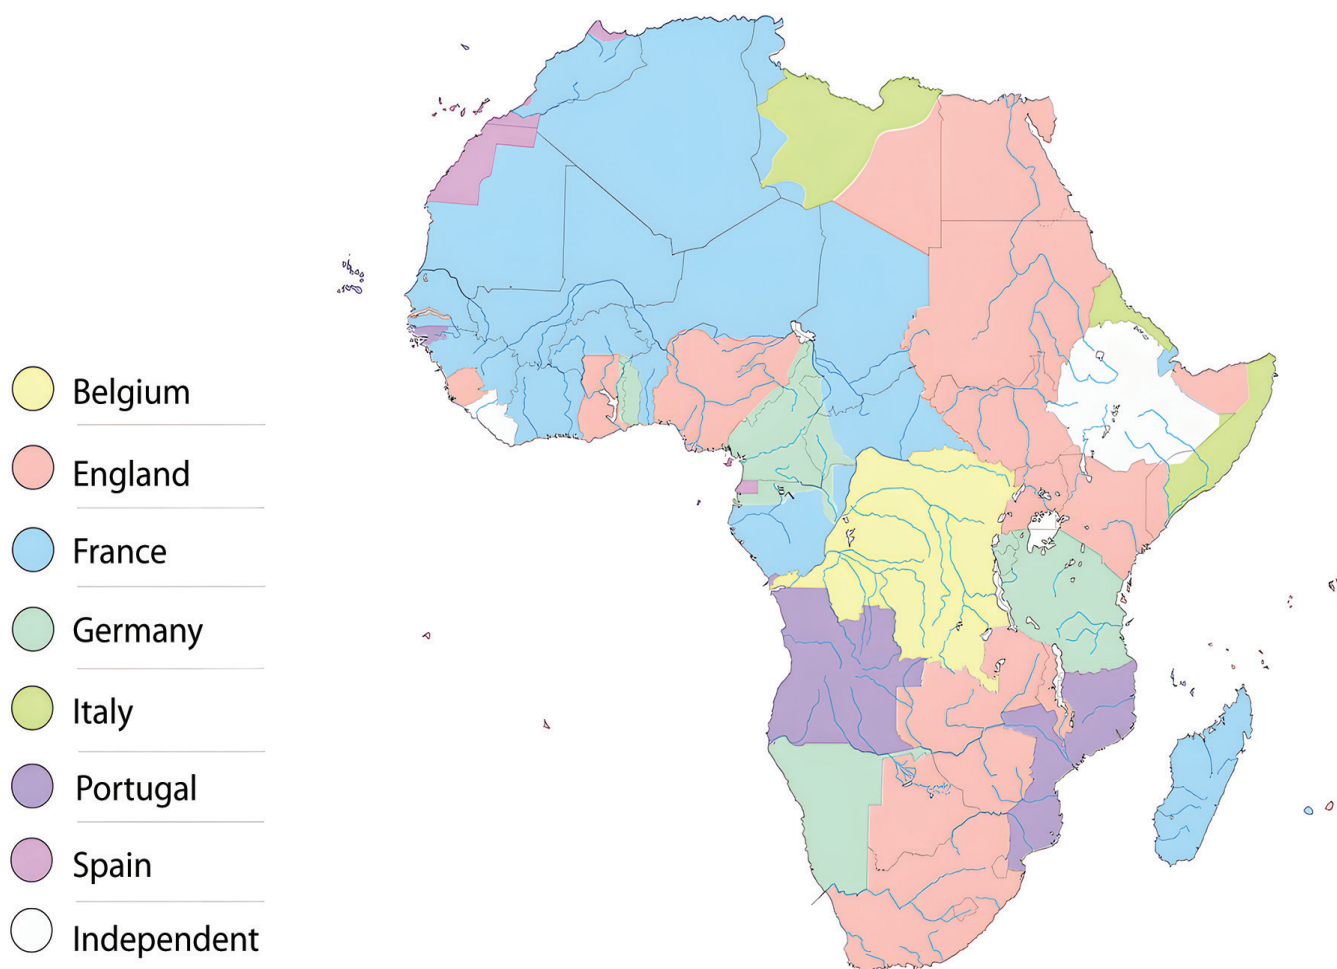 Belgium
England
France
Germany
Italy
Portugal
Spain
Independent